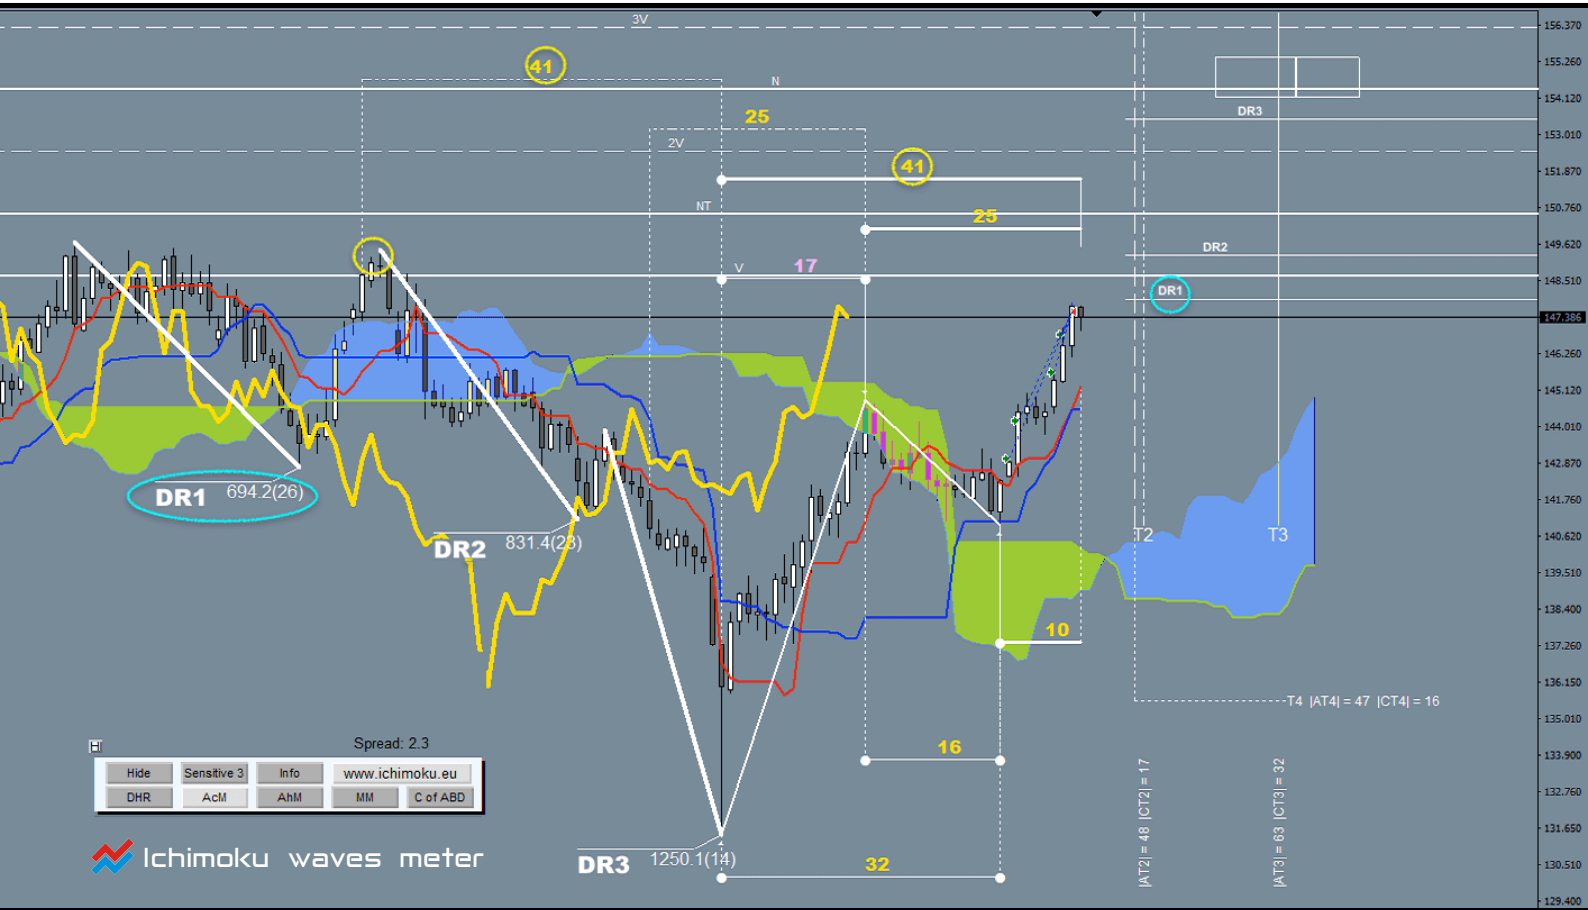 3V
156.370
41
155.260
N
154.120
DR3
25
153.010
2V
41
151.870
NT
150.760
25
DR2
149.620
V
17
148.510
DR1
147.386
146.260
145.120
144.010
142.870
DR1
694.2(26)
141.760
T2
T3
140.620
DR2
831.4(23)
139.510
138.400
10
137.260
136.150
T4 |AT4| = 47 |CT4| = 16
135.010
H
Spread: 2.3
16
133.900
Hide
Sensitive 3
Info
www.ichimoku.eu
DHR
AcM
AhM
MM
C of ABD
132.760
|AT2| = 48 |CT2| = 17
|AT3| = 63 |CT3| = 32
131.650
Ichimoku waves meter
DR3
1250.1(14)
32
130.510
129.400